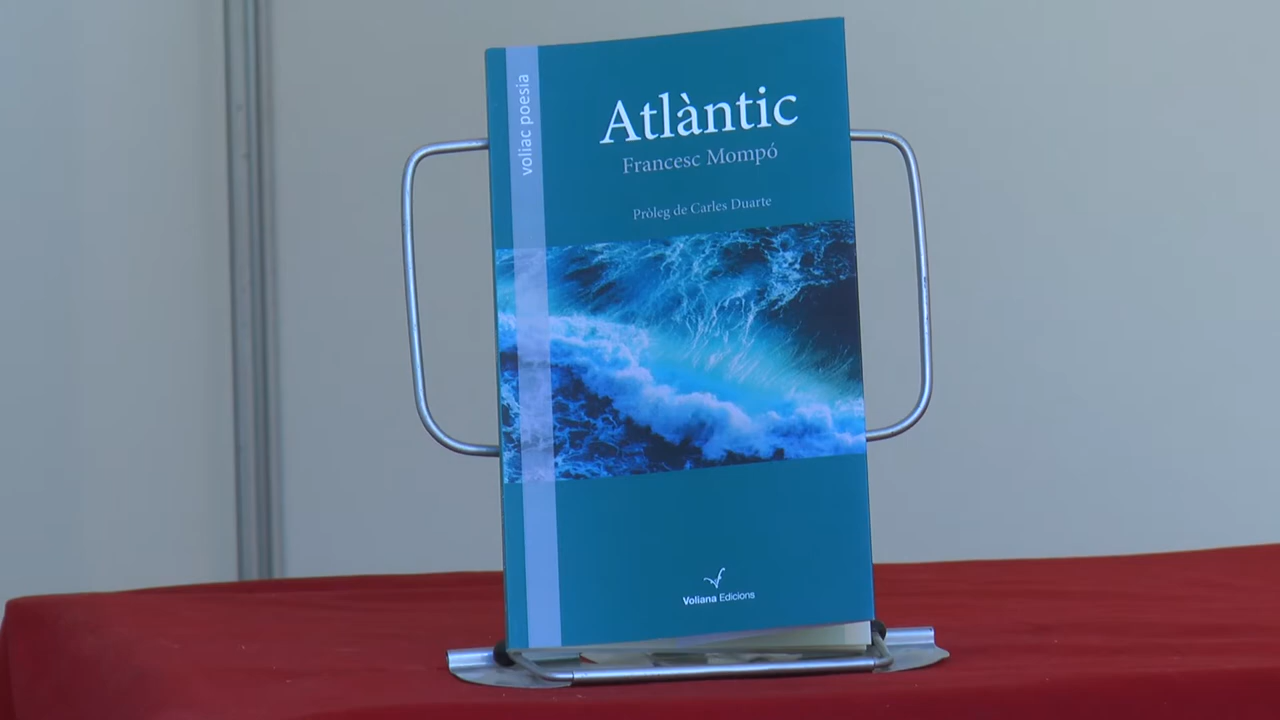 voliac poesia
Atlàntic
Francesc Mompó
Pròleg de Carles Duarte
Voliana Edicions